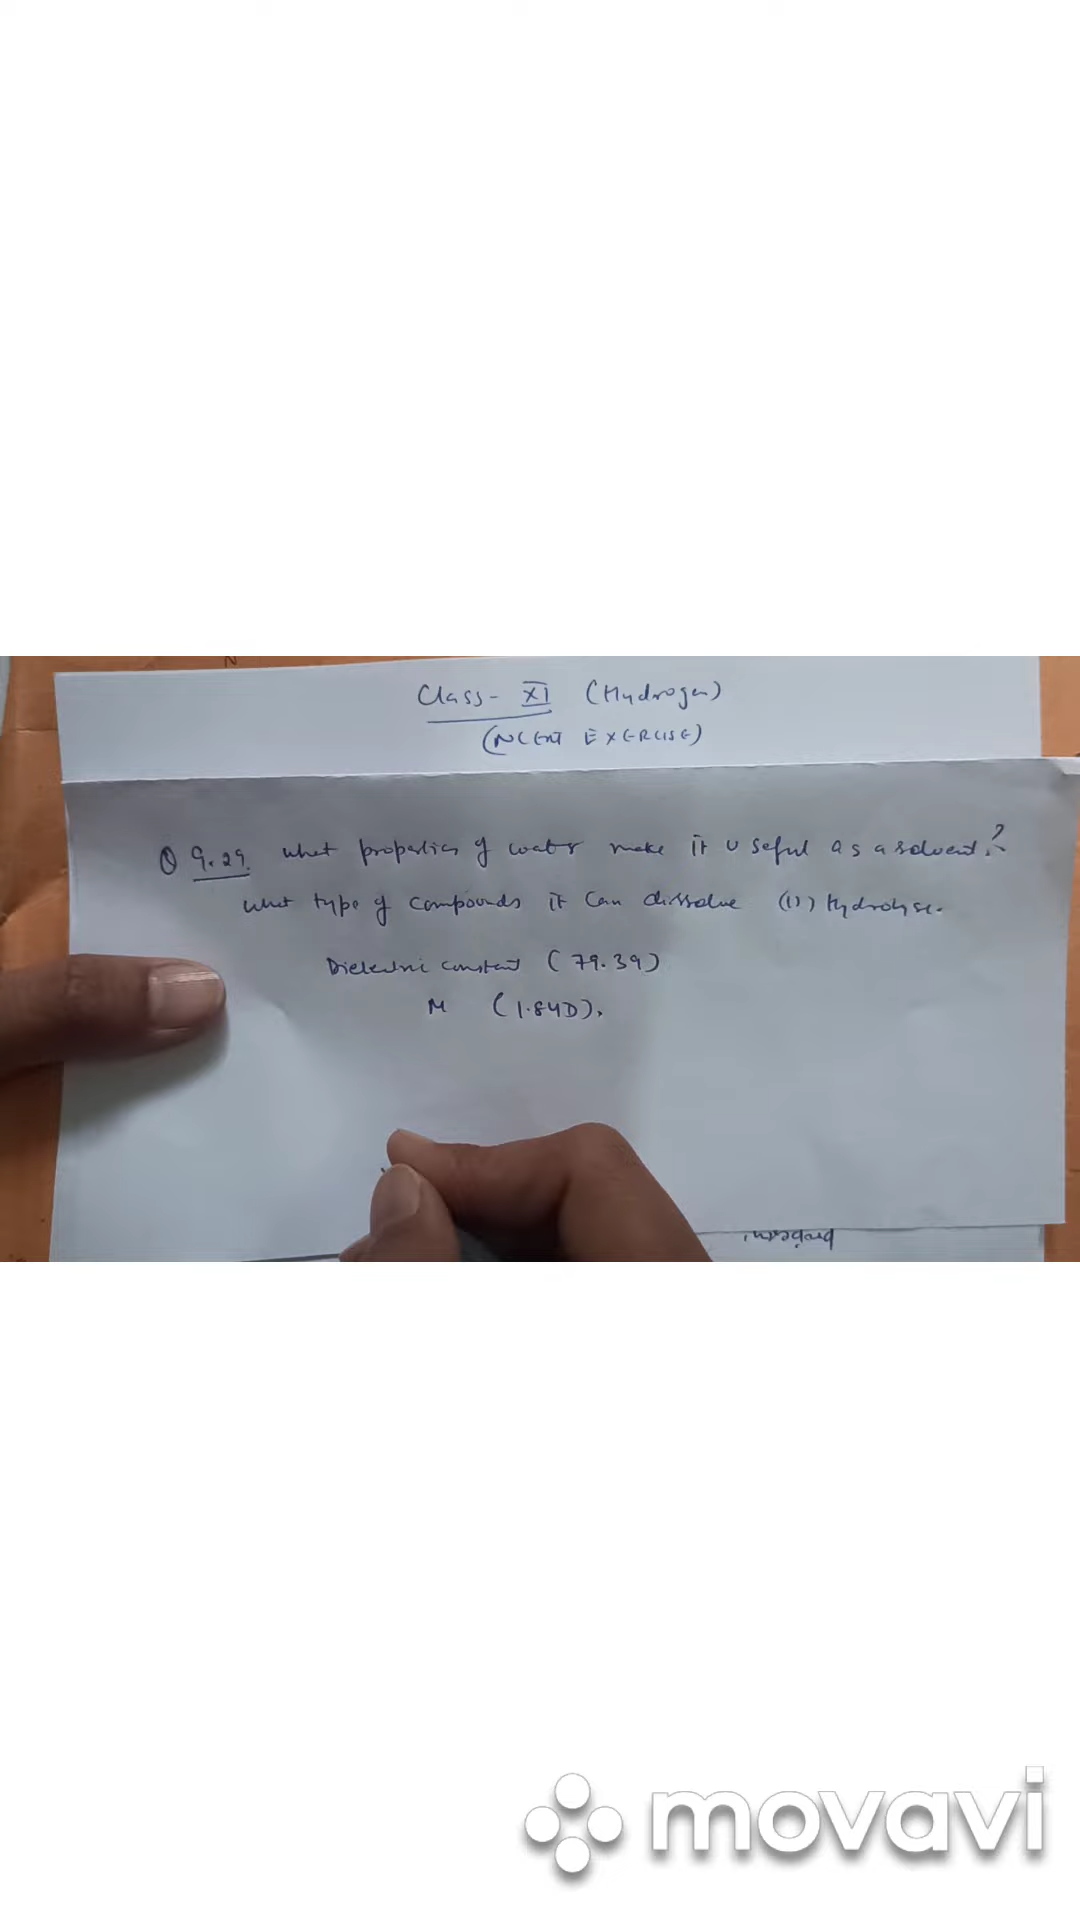 Class- XI (Hydrogen)
(NCERT EXERCISE)
Q 9.29. What properties of water make it useful as a solvent?
What type of compounds it can dissolve (ii) Hydrolyse.
Dielectric constant (79.39)
M (1.84D).
movavi